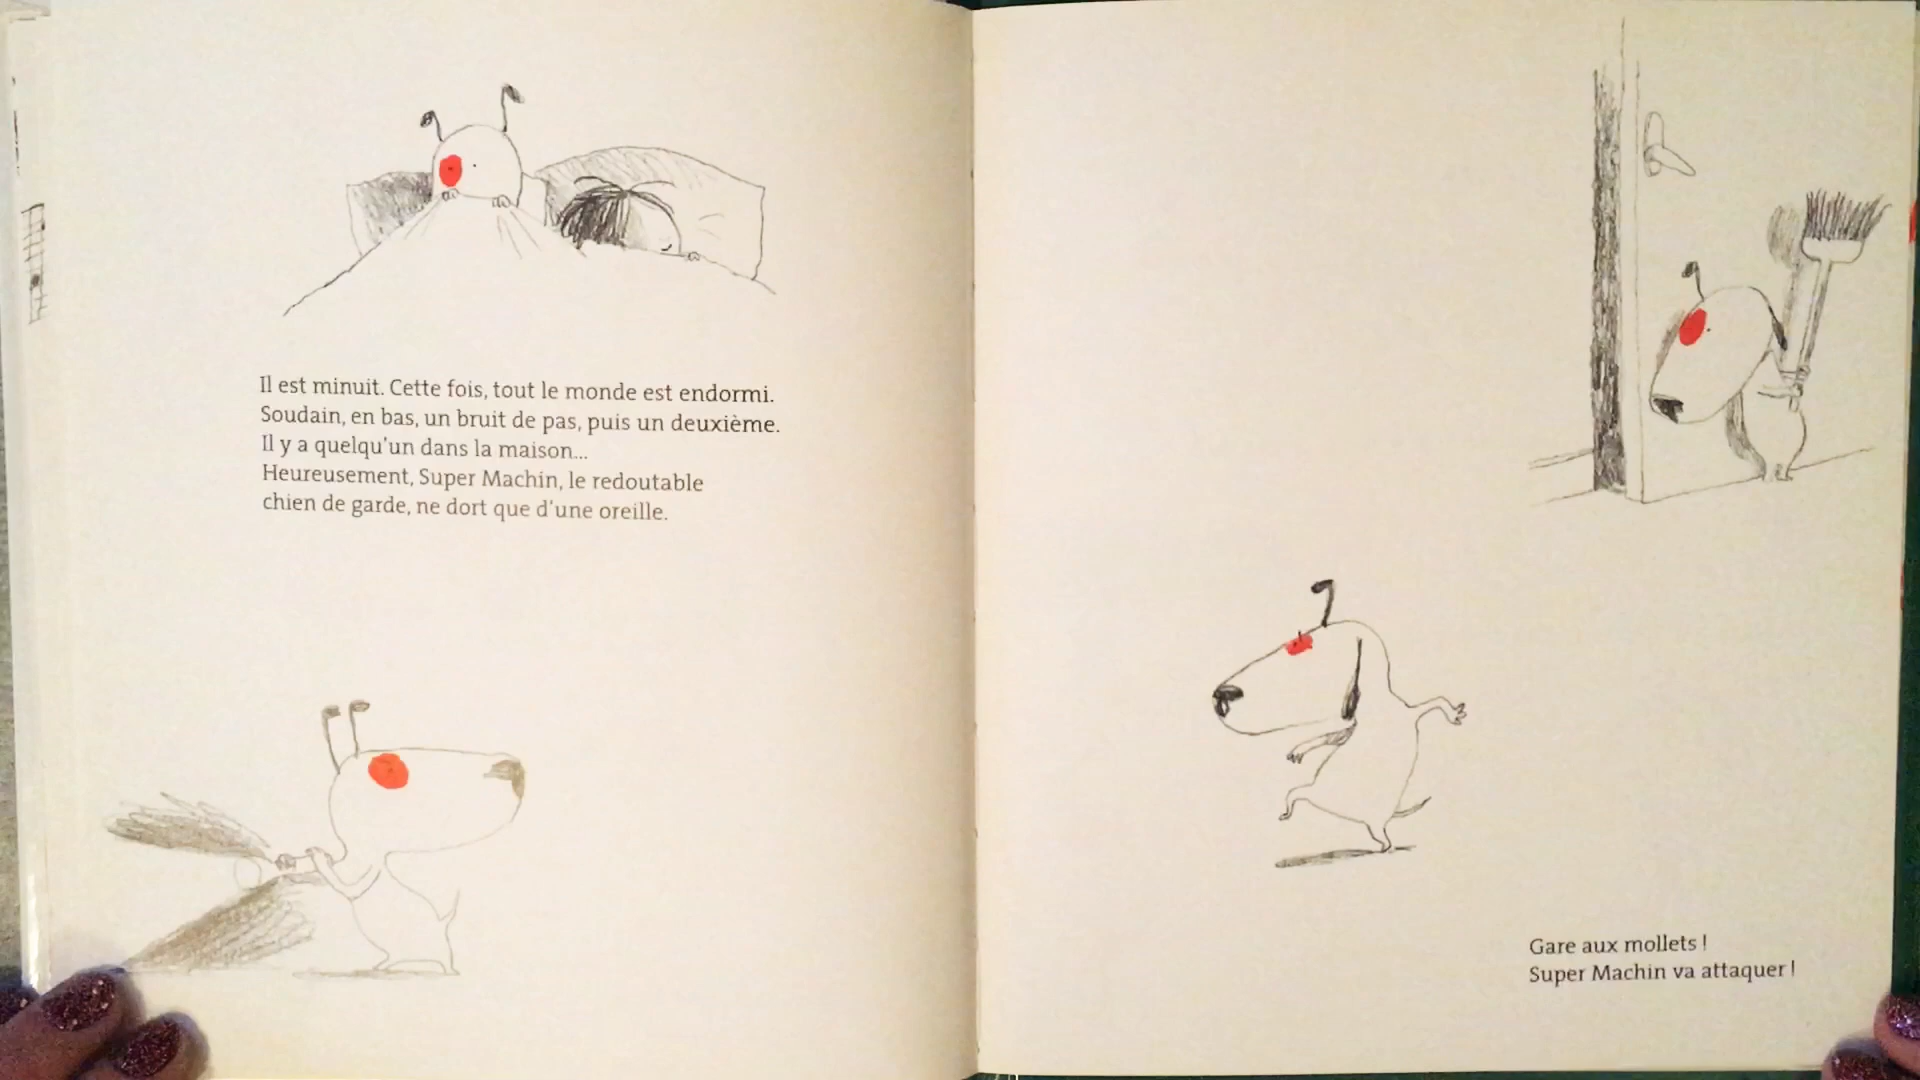 Il est minuit. Cette fois, tout le monde est endormi.
Soudain, en bas, un bruit de pas, puis un deuxième.
Il y a quelqu'un dans la maison...
Heureusement, Super Machin, le redoutable
chien de garde, ne dort que d'une oreille.
Gare aux mollets !
Super Machin va attaquer !